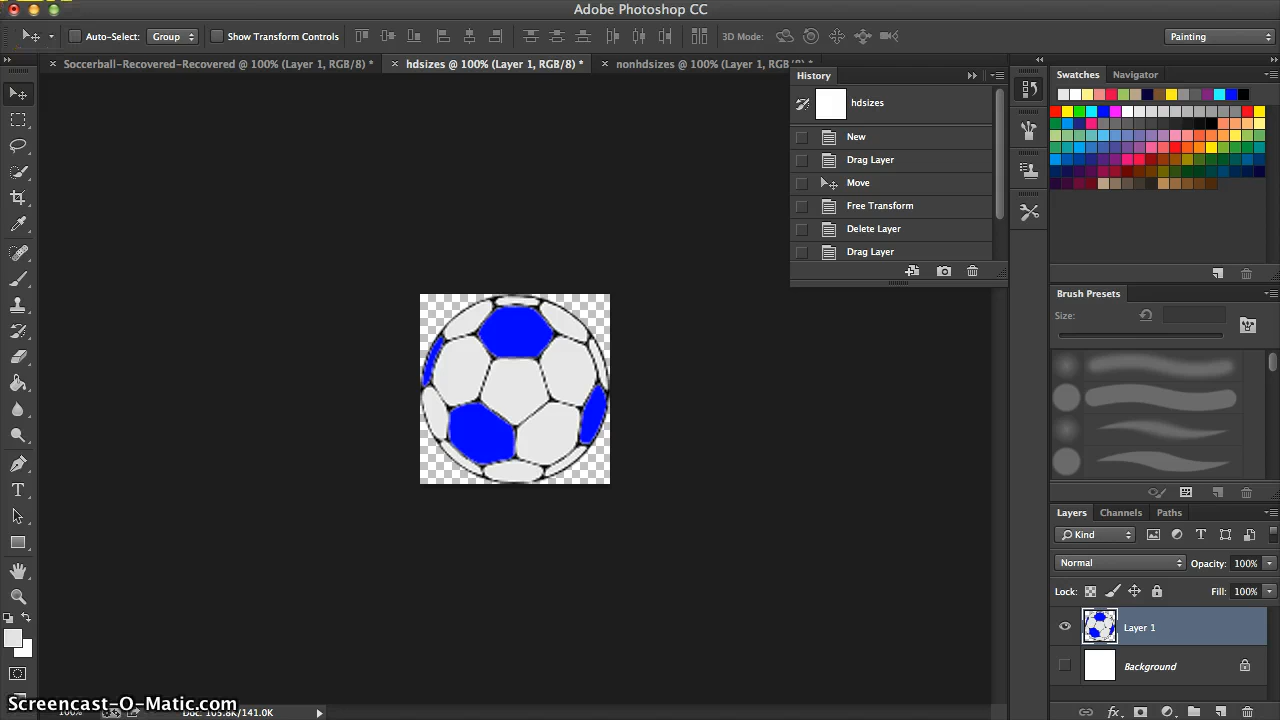 Adobe Photoshop CC
Auto-Select: Group Show Transform Controls 3D Mode: Painting
Soccerball-Recovered-Recovered @ 100% (Layer 1, RGB/8) * hdsizes @ 100% (Layer 1, RGB/8) * nonhdsizes @ 100% (Layer 1, RGB/8) *
History
hdsizes
New
Drag Layer
Move
Free Transform
Delete Layer
Drag Layer
Swatches Navigator
Brush Presets
Size:
Layers Channels Paths
Kind
Normal Opacity: 100%
Lock: Fill: 100%
Layer 1
Background
100% Doc: 105.8K/141.0K
Screencast-O-Matic.com